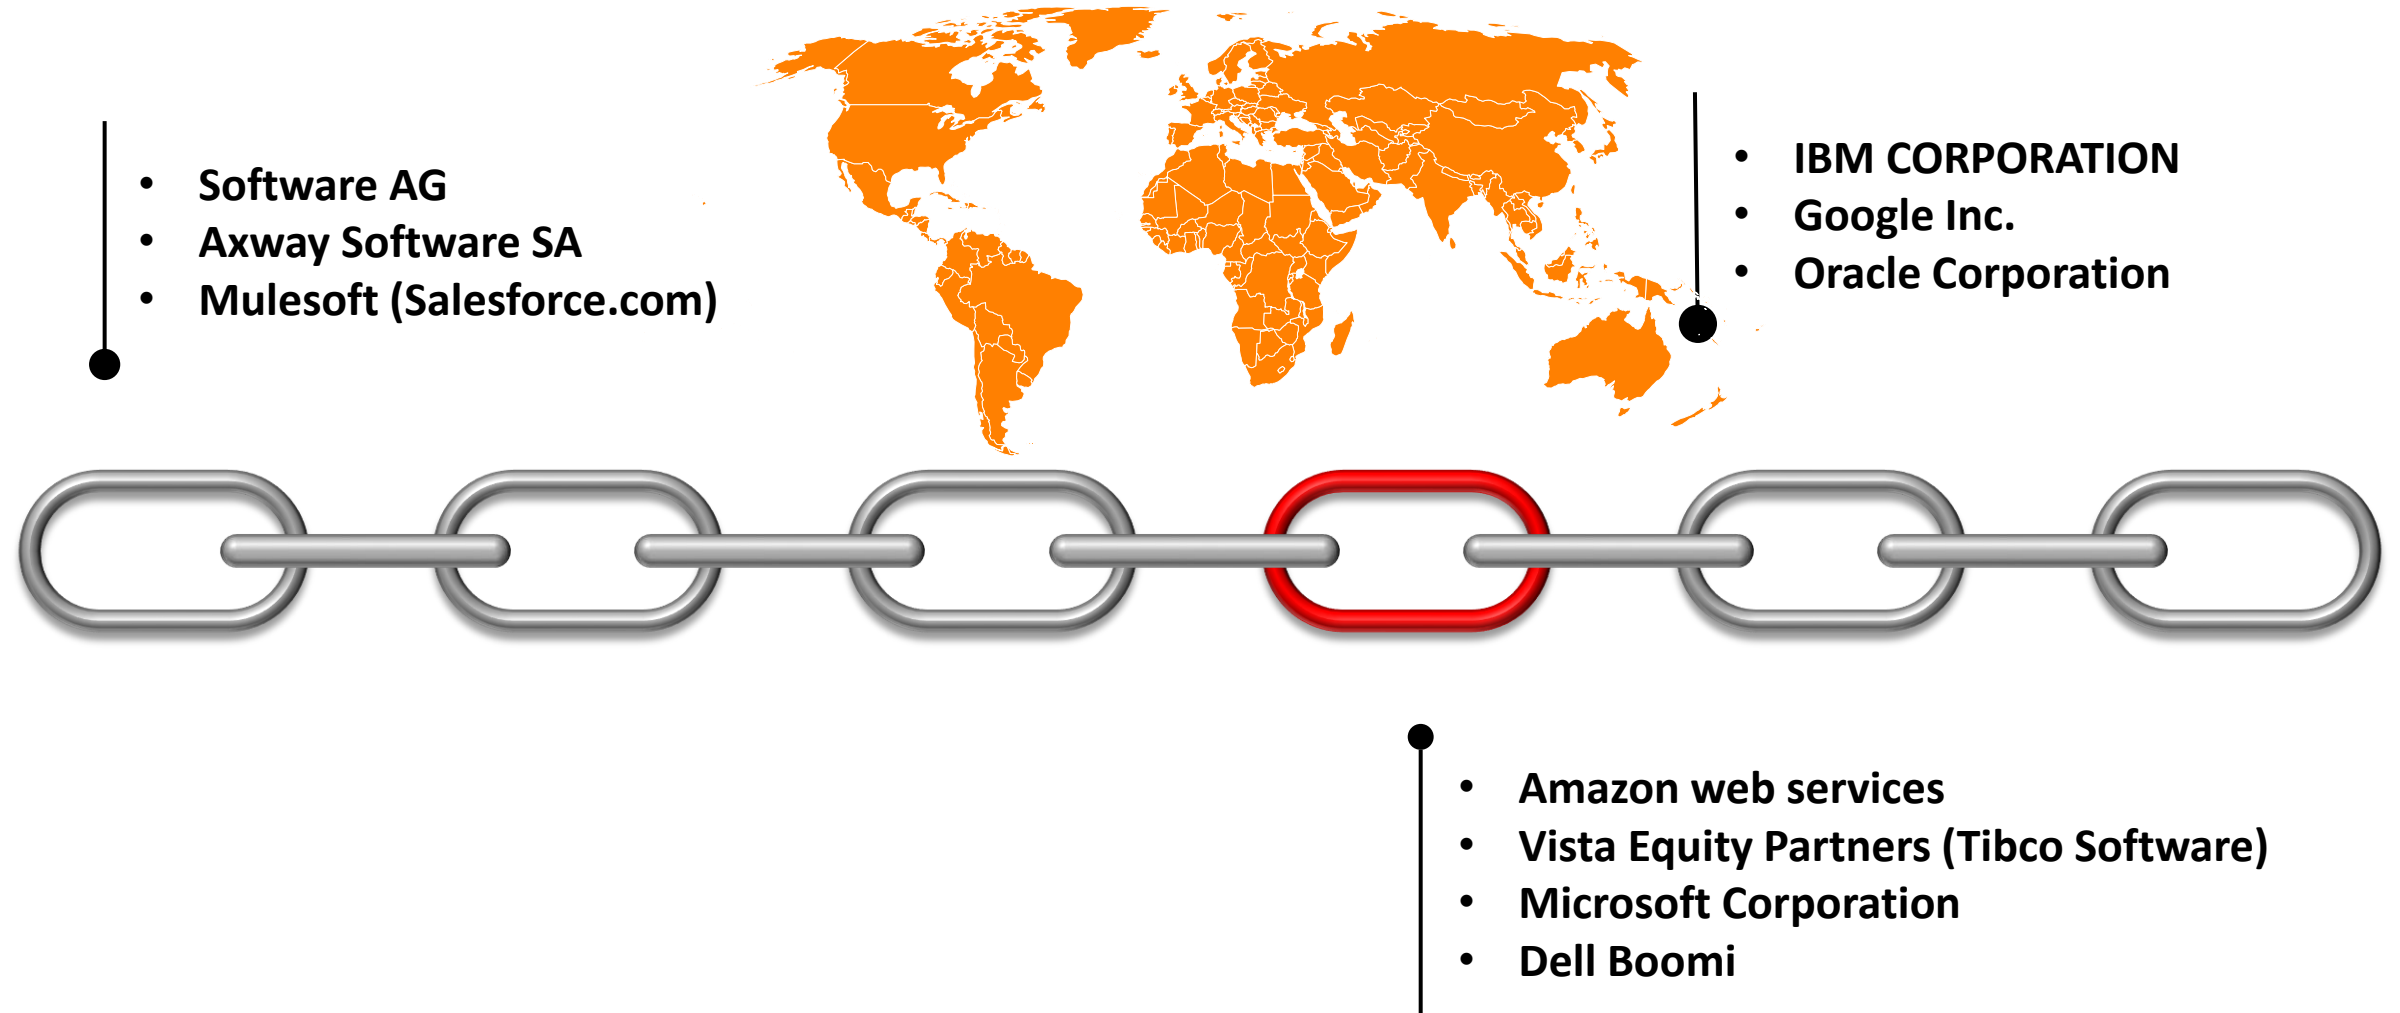 • Software AG
• Axway Software SA
• Mulesoft (Salesforce.com)
• IBM CORPORATION
• Google Inc.
• Oracle Corporation
• Amazon web services
• Vista Equity Partners (Tibco Software)
• Microsoft Corporation
• Dell Boomi